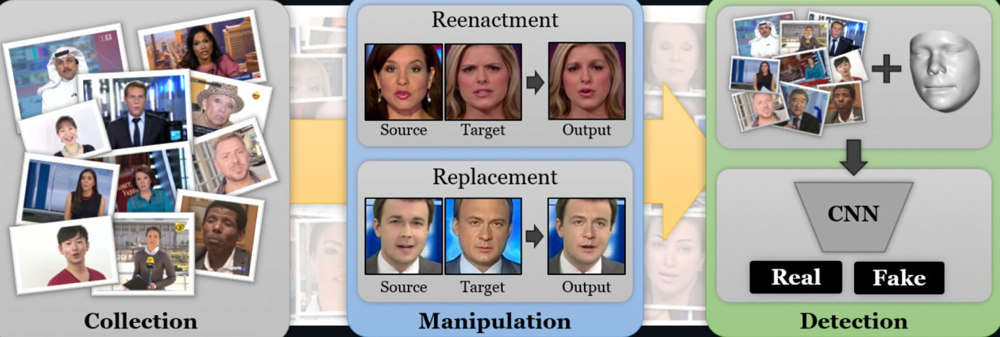 Reenactment
Source
Target
Output
Replacement
Source
Target
Output
CNN
Real
Fake
Collection
Manipulation
Detection